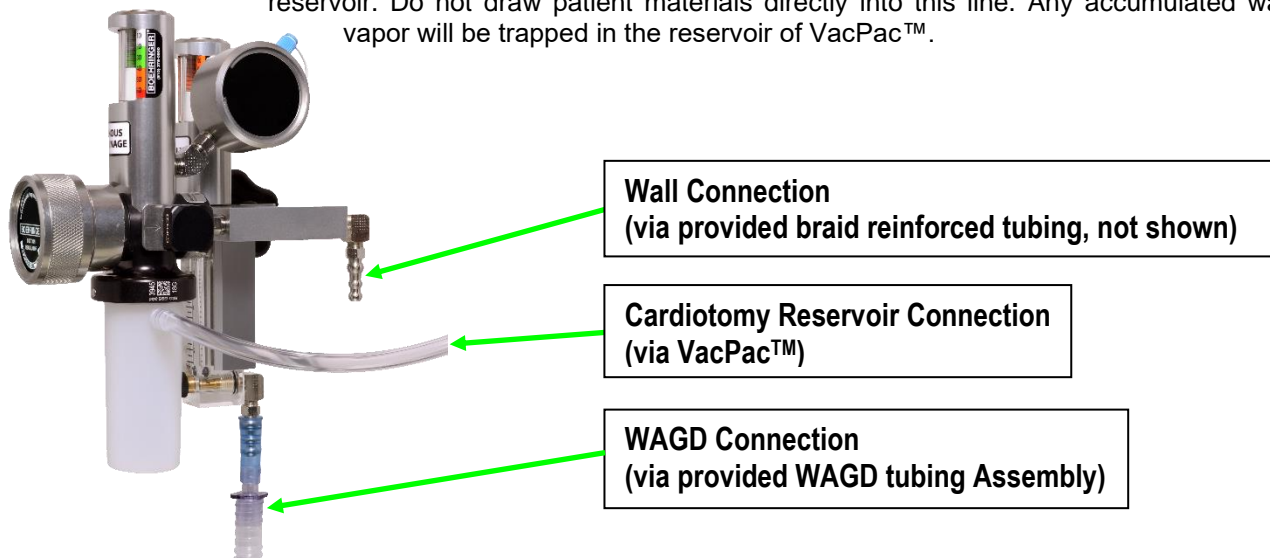 reservoir. Do not draw patient materials directly into this line. Any accumulated
vapor will be trapped in the reservoir of VacPac™.
BOEHRINGER
BOEHRINGER
Wall Connection
(via provided braid reinforced tubing, not shown)
Cardiotomy Reservoir Connection
(via VacPac™)
WAGD Connection
(via provided WAGD tubing Assembly)